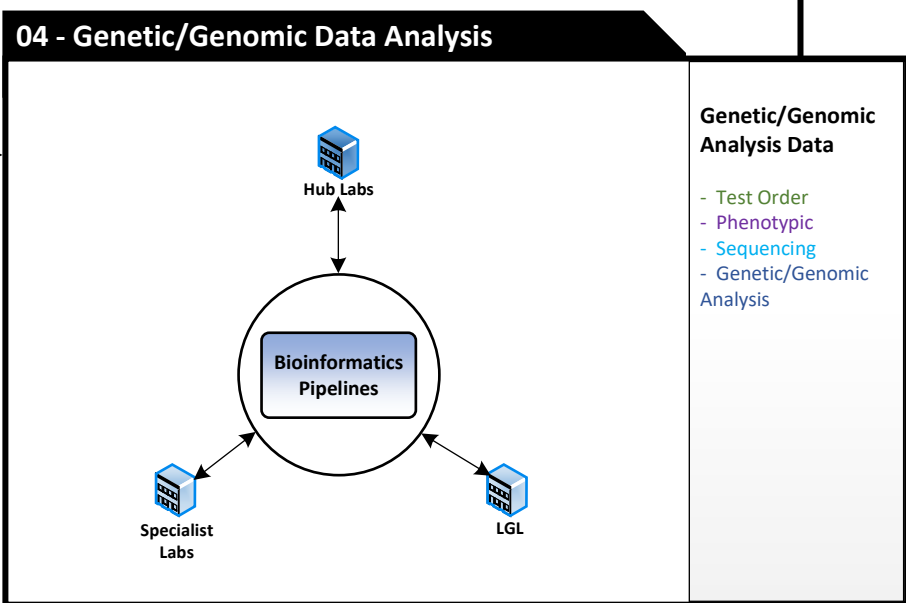 04 - Genetic/Genomic Data Analysis
Hub Labs
Bioinformatics
Pipelines
Specialist
Labs
LGL
Genetic/Genomic
Analysis Data
- Test Order
- Phenotypic
- Sequencing
- Genetic/Genomic
Analysis